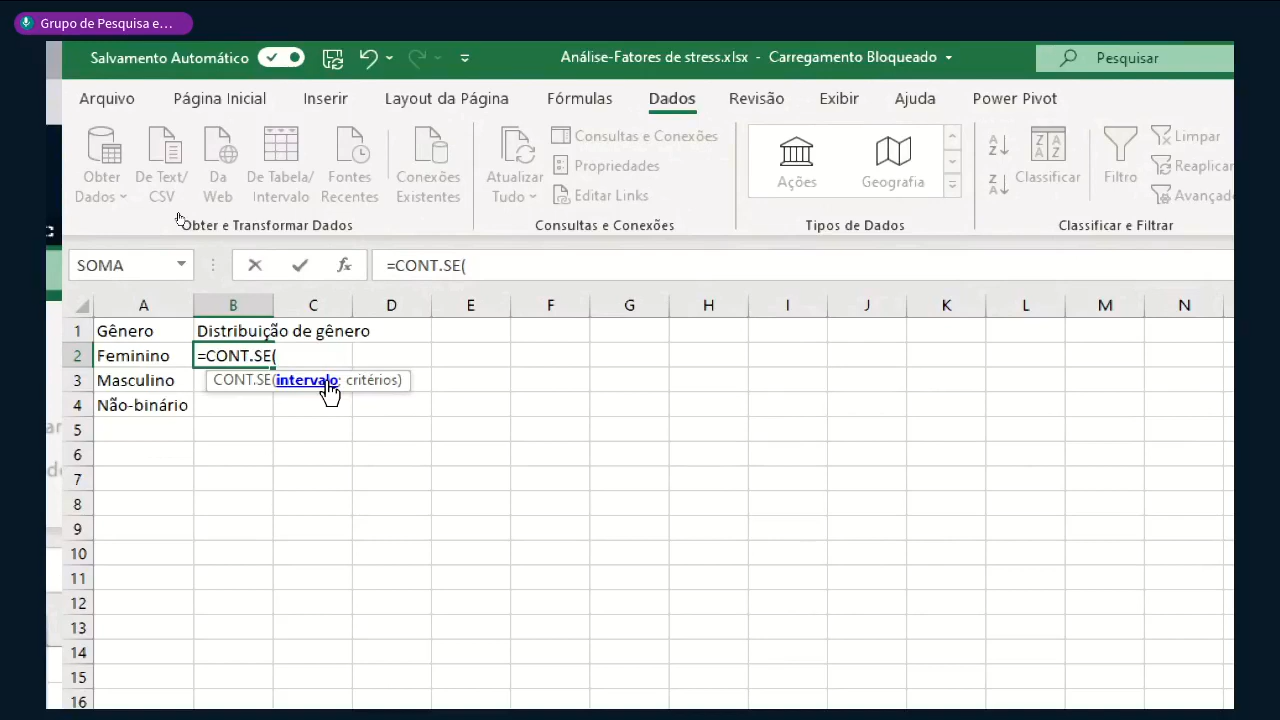 Grupo de Pesquisa e...
Salvamento Automático
Análise-Fatores de stress.xlsx - Carregamento Bloqueado
Pesquisar
Arquivo Página Inicial Inserir Layout da Página Fórmulas Dados Revisão Exibir Ajuda Power Pivot
Obter Dados
De Text/ CSV
Da Web
De Tabela/ Intervalo
Fontes Recentes
Conexões Existentes
Obter e Transformar Dados
Atualizar Tudo
Consultas e Conexões
Propriedades
Editar Links
Consultas e Conexões
Ações
Geografia
Tipos de Dados
A Z
Z A
Z A A Z
Classificar
Filtro
Limpar
Reaplicar
Avançad
Classificar e Filtrar
SOMA fx =CONT.SE(
A B C D E F G H I J K L M N
1 Gênero Distribuição de gênero
2 Feminino =CONT.SE(
3 Masculino CONT.SE(intervalo; critérios)
4 Não-binário
5
6
7
8
9
10
11
12
13
14
15
16